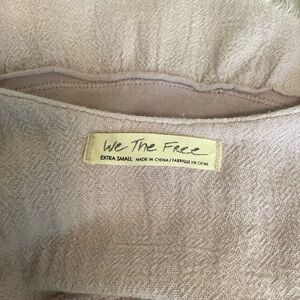 We The Free
EXTRA SMALL MADE IN CHINA / FABRIQUÉ EN CHINE